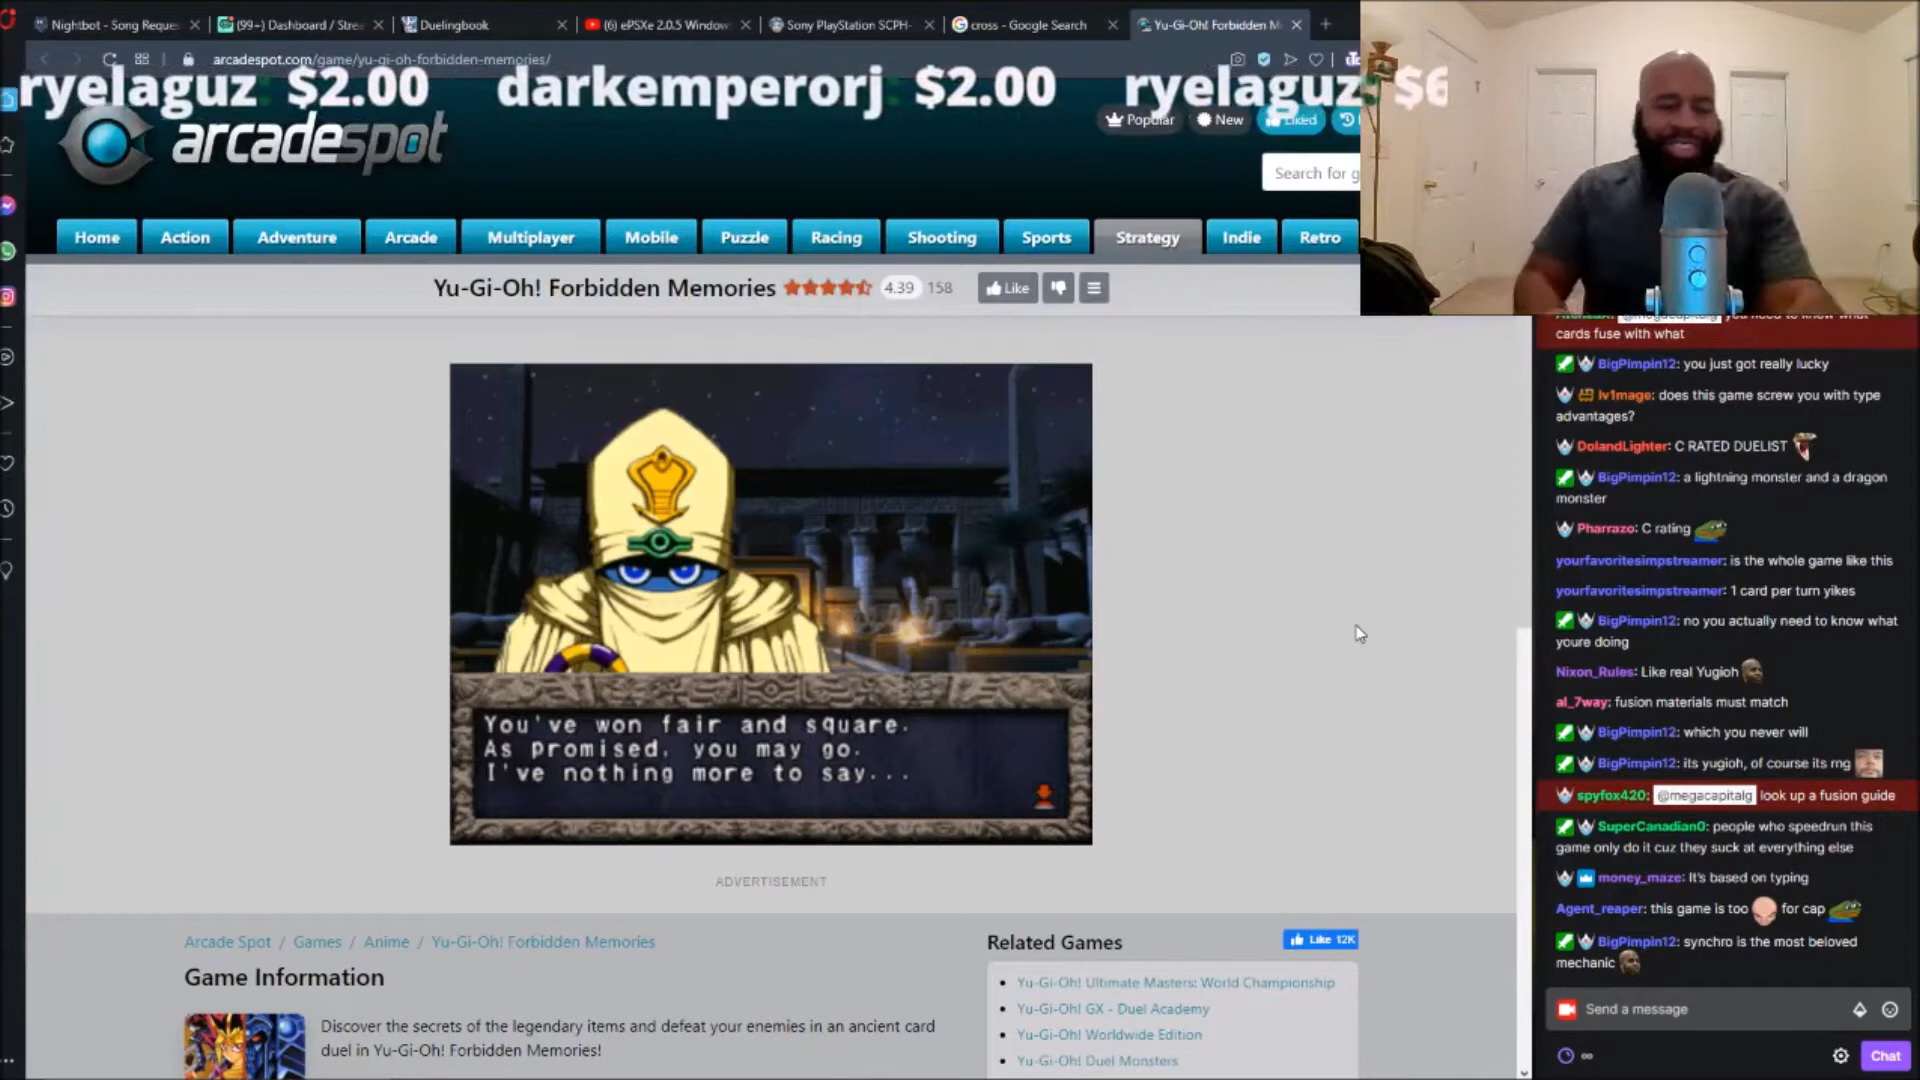 Nightbot - Song Reques
(99+) Dashboard / Strea
Duelingbook
(6) ePSXe 2.0.5 Window
Sony PlayStation SCPH-
cross - Google Search
Yu-Gi-Oh! Forbidden M
arcadespot.com/game/yu-gi-oh-forbidden-memories/
ryelaguz: $2.00 darkemperorj: $2.00 ryelaguz: $6
arcadespot
Popular New Liked
Search for g
Home Action Adventure Arcade Multiplayer Mobile Puzzle Racing Shooting Sports Strategy Indie Retro
Yu-Gi-Oh! Forbidden Memories 4.39 158 Like
You've won fair and square.
As promised, you may go.
I've nothing more to say...
ADVERTISEMENT
Arcade Spot / Games / Anime / Yu-Gi-Oh! Forbidden Memories
Game Information
Discover the secrets of the legendary items and defeat your enemies in an ancient card
duel in Yu-Gi-Oh! Forbidden Memories!
Related Games
Like 12K
Yu-Gi-Oh! Ultimate Masters: World Championship
Yu-Gi-Oh! GX - Duel Academy
Yu-Gi-Oh! Worldwide Edition
Yu-Gi-Oh! Duel Monsters
@megacapitalg you need to know what
cards fuse with what
BigPimpin12: you just got really lucky
lv1mage: does this game screw you with type
advantages?
DolandLighter: C RATED DUELIST
BigPimpin12: a lightning monster and a dragon
monster
Pharrazo: C rating
yourfavoritesimpstreamer: is the whole game like this
yourfavoritesimpstreamer: 1 card per turn yikes
BigPimpin12: no you actually need to know what
youre doing
Nixon_Rules: Like real Yugioh
al_7way: fusion materials must match
BigPimpin12: which you never will
BigPimpin12: its yugioh, of course its rng
spyfox420: @megacapitalg look up a fusion guide
SuperCanadian0: people who speedrun this
game only do it cuz they suck at everything else
money_maze: It's based on typing
Agent_reaper: this game is too for cap
BigPimpin12: synchro is the most beloved
mechanic
Send a message
Chat